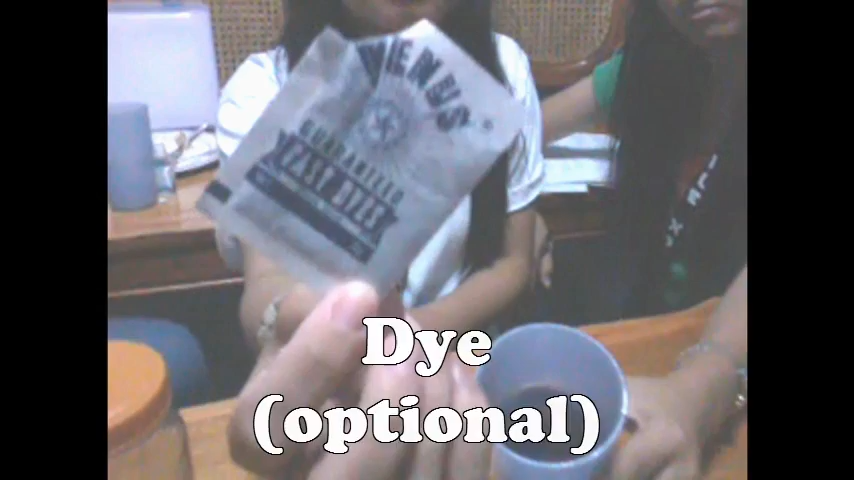 VENUS
GUARANTEED
FAST DYES
Dye
(optional)